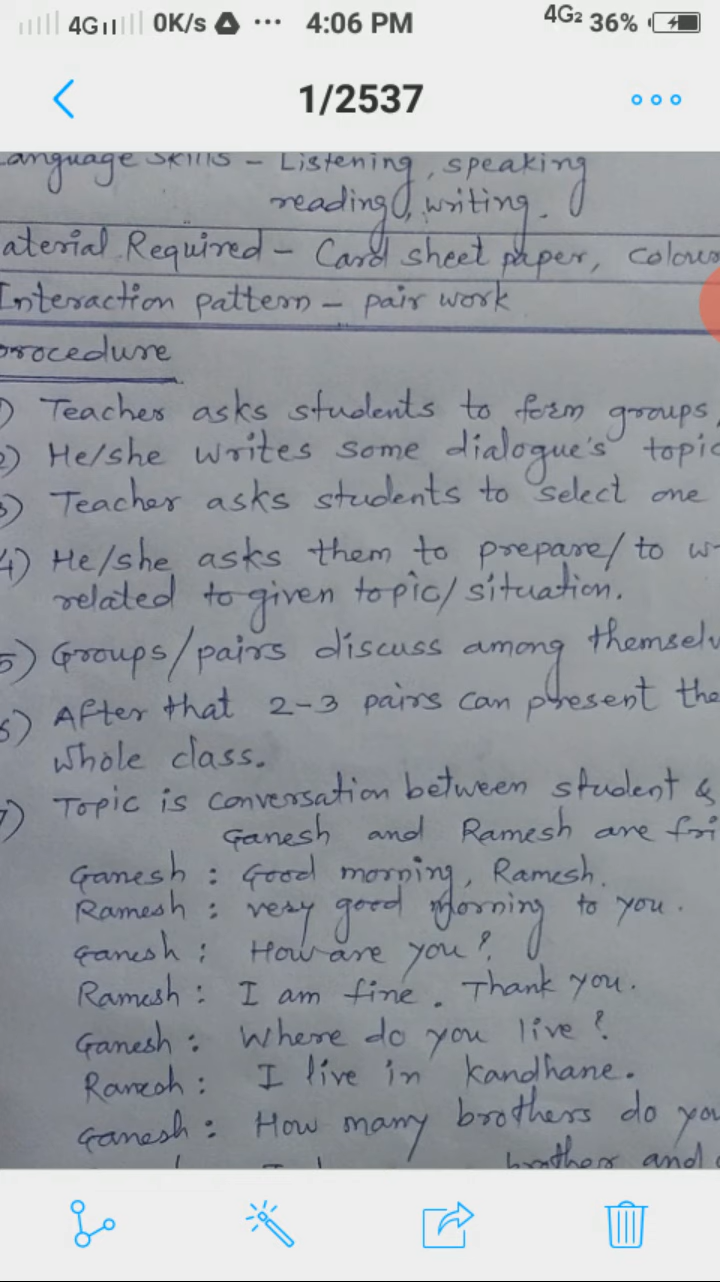 4G 0K/s ... 4:06 PM 4G2 36%
1/2537
Language Skills - Listening, speaking
reading, writing.
aterial Required - Card sheet paper, colour
Interaction pattern - pair work
procedure
1) Teacher asks students to form groups,
2) He/she writes some dialogue's topic
3) Teacher asks students to select one
4) He/she asks them to prepare/ to w
related to given topic/situation.
5) Groups/pairs discuss among themselv
6) After that 2-3 pairs can present the
whole class.
7) Topic is conversation between student &
Ganesh and Ramesh are fri
Ganesh : Good morning, Ramesh.
Ramesh : very good morning to you.
Ganesh : How are you?
Ramesh : I am fine. Thank you.
Ganesh : Where do you live?
Ramesh : I live in kandhane.
Ganesh : How many brothers do you
brother and